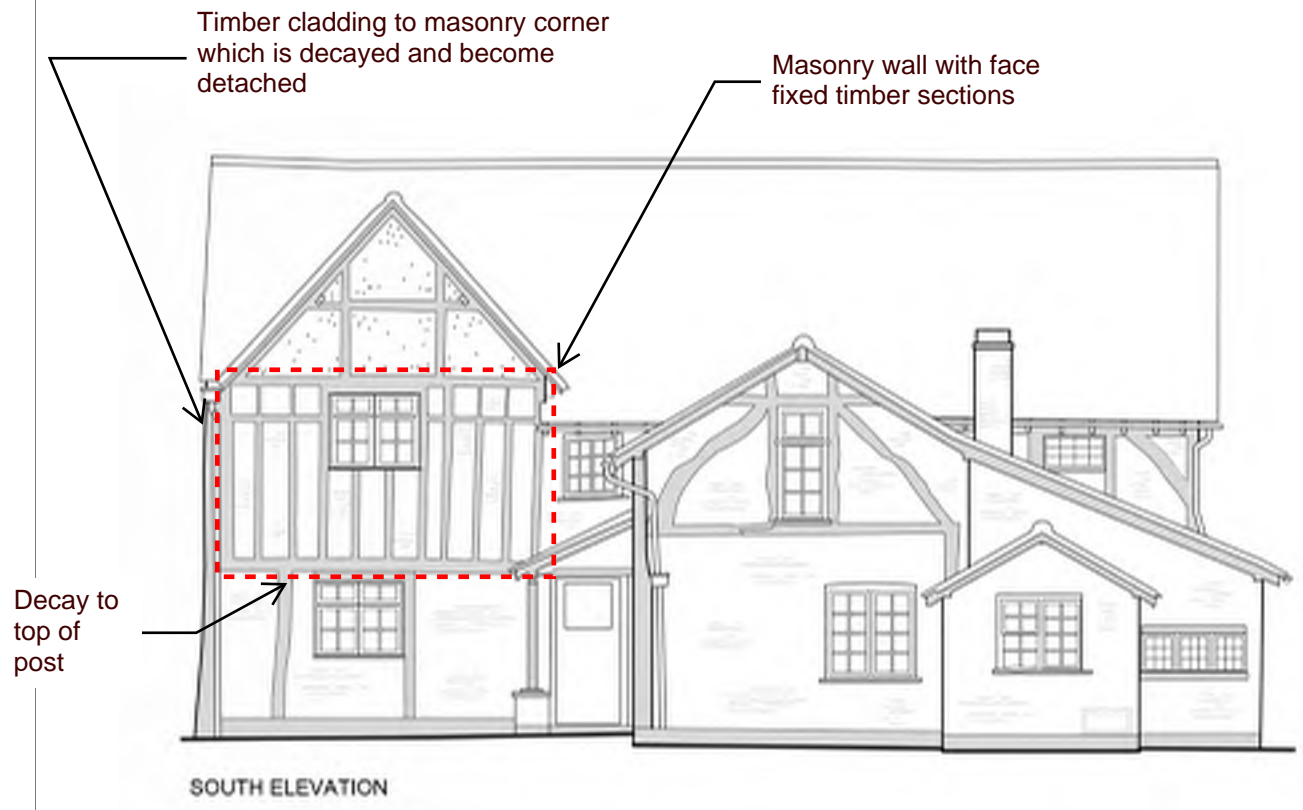 Timber cladding to masonry corner
which is decayed and become
detached
Masonry wall with face
fixed timber sections
Decay to
top of
post
SOUTH ELEVATION